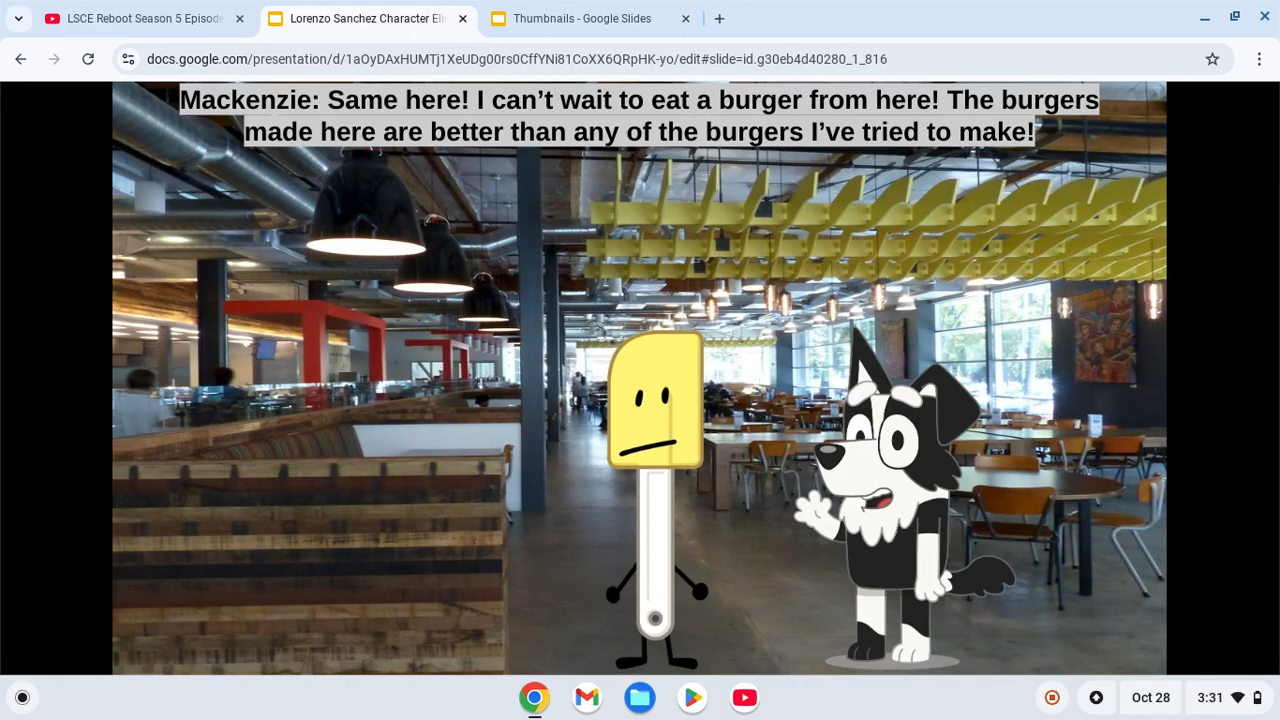 LSCE Reboot Season 5 Episode
Lorenzo Sanchez Character Eli
Thumbnails - Google Slides
docs.google.com/presentation/d/1aOyDAxHUMTj1XeUDg00rs0CffYNi81CoXX6QRpHK-yo/edit#slide=id.g30eb4d40280_1_816
Mackenzie: Same here! I can’t wait to eat a burger from here! The burgers
made here are better than any of the burgers I’ve tried to make!
Oct 28
3:31